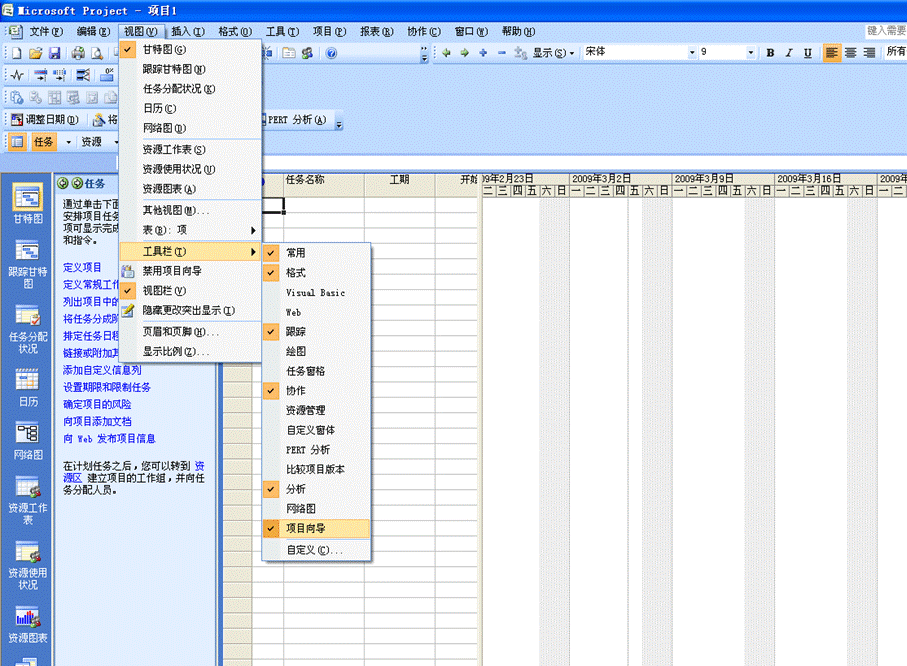 Microsoft Project - 项目1
文件(F) 编辑(E) 视图(V) 插入(I) 格式(O) 工具(T) 项目(P) 报表(R) 协作(C) 窗口(W) 帮助(H)
键入需要
显示(S) 宋体 9 B I U 所有
调整日期(D) 将 PERT 分析(A)
任务 资源
甘特图(G)
跟踪甘特图(N)
任务分配状况(K)
日历(C)
网络图(D)
资源工作表(S)
资源使用状况(U)
资源图表(A)
其他视图(M)...
表(B): 项
工具栏(T)
禁用项目向导
视图栏(V)
隐藏更改突出显示(I)
页眉和页脚(H)...
显示比例(Z)...
常用
格式
Visual Basic
Web
跟踪
绘图
任务窗格
协作
资源管理
自定义窗体
PERT 分析
比较项目版本
分析
网络图
项目向导
自定义(C)...
甘特图
跟踪甘特
图
任务分配
状况
日历
网络图
资源工作
表
资源使用
状况
资源图表
任务
通过单击下面
安排项目任务
项可显示完成
和指令。
定义项目
定义常规工作
列出项目中的
将任务分成阶
排定任务日程
链接或附加其
添加自定义信息列
设置期限和限制任务
确定项目的风险
向项目添加文档
向 Web 发布项目信息
在计划任务之后，您可以转到 资
源区 建立项目的工作组，并向任
务分配人员。
任务名称 工期 开始
09年2月23日 2009年3月2日 2009年3月9日 2009年3月16日 2009年
二 三 四 五 六 日 一 二 三 四 五 六 日 一 二 三 四 五 六 日 一 二 三 四 五 六 日 一 二